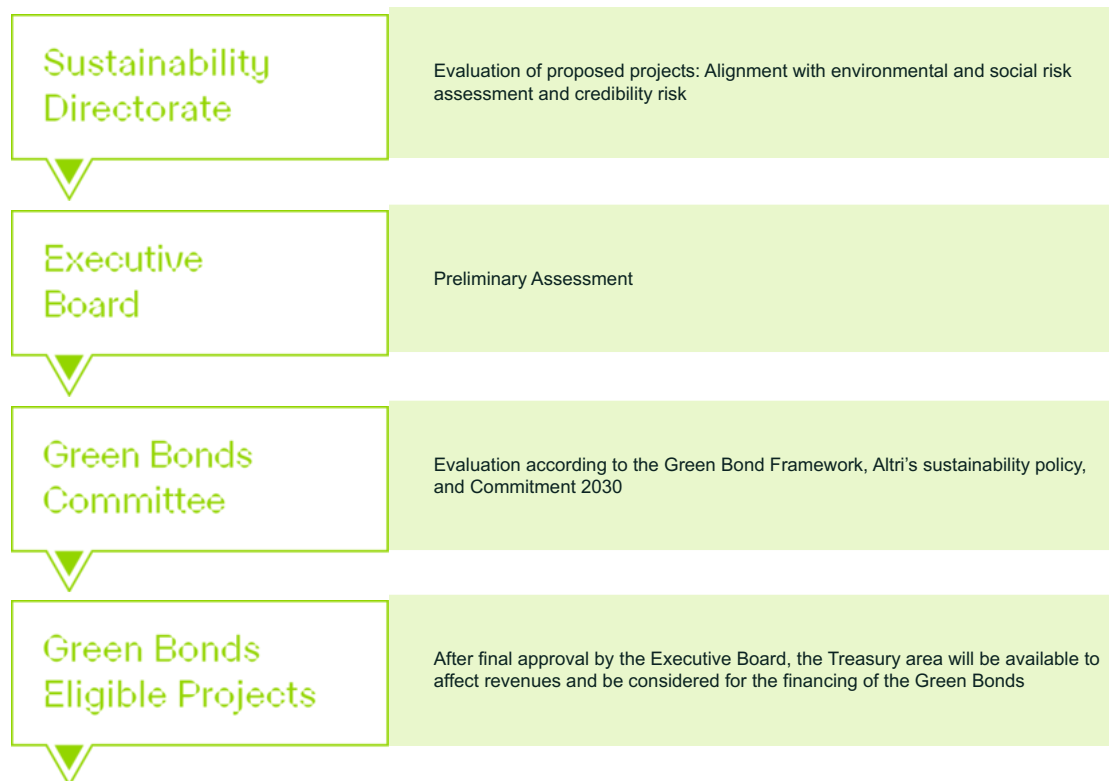 Sustainability
Directorate
Evaluation of proposed projects: Alignment with environmental and social risk
assessment and credibility risk
Executive
Board
Preliminary Assessment
Green Bonds
Committee
Evaluation according to the Green Bond Framework, Altri's sustainability policy,
and Commitment 2030
Green Bonds
Eligible Projects
After final approval by the Executive Board, the Treasury area will be available to
affect revenues and be considered for the financing of the Green Bonds